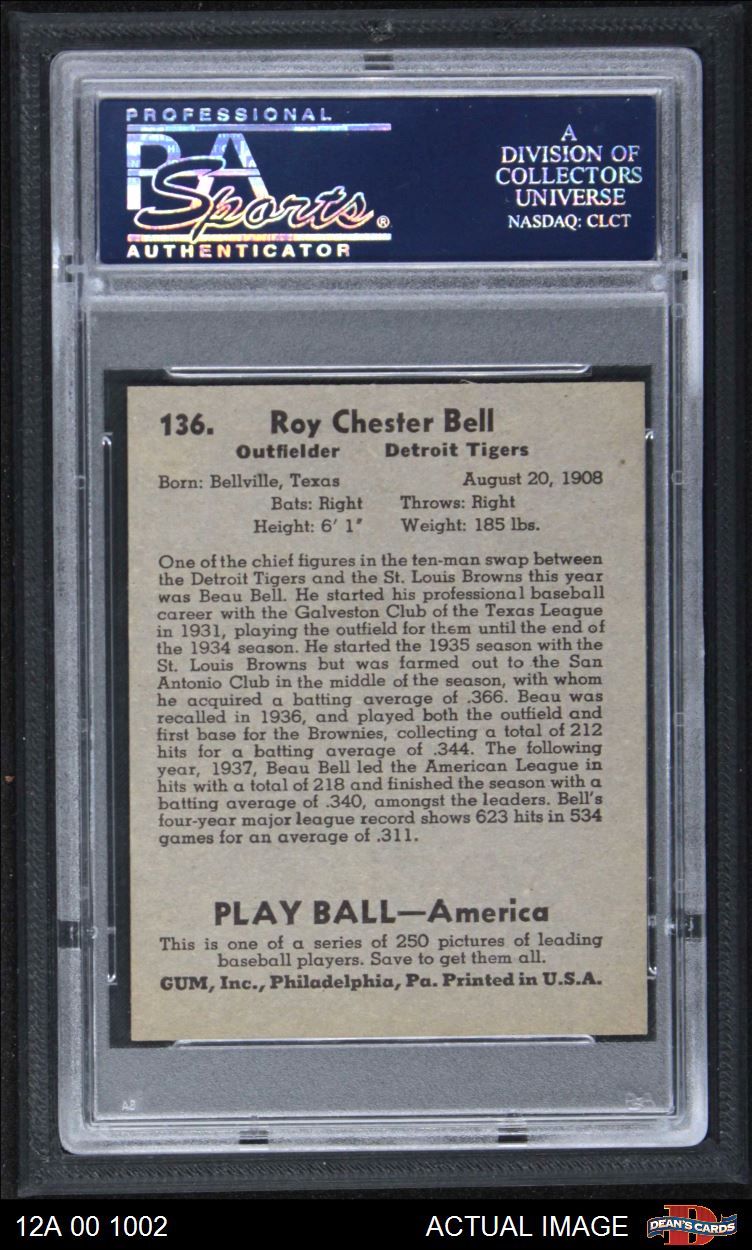 PROFESSIONAL
PSA
Sports®
AUTHENTICATOR
A
DIVISION OF
COLLECTORS
UNIVERSE
NASDAQ: CLCT
136. Roy Chester Bell
Outfielder Detroit Tigers
Born: Bellville, Texas August 20, 1908
Bats: Right Throws: Right
Height: 6' 1" Weight: 185 lbs.
One of the chief figures in the ten-man swap between
the Detroit Tigers and the St. Louis Browns this year
was Beau Bell. He started his professional baseball
career with the Galveston Club of the Texas League
in 1931, playing the outfield for them until the end of
the 1934 season. He started the 1935 season with the
St. Louis Browns but was farmed out to the San
Antonio Club in the middle of the season, with whom
he acquired a batting average of .366. Beau was
recalled in 1936, and played both the outfield and
first base for the Brownies, collecting a total of 212
hits for a batting average of .344. The following
year, 1937, Beau Bell led the American League in
hits with a total of 218 and finished the season with a
batting average of .340, amongst the leaders. Bell's
four-year major league record shows 623 hits in 534
games for an average of .311.
PLAY BALL—America
This is one of a series of 250 pictures of leading
baseball players. Save to get them all.
GUM, Inc., Philadelphia, Pa. Printed in U.S.A.
12A 00 1002
ACTUAL IMAGE
DEAN'S CARDS